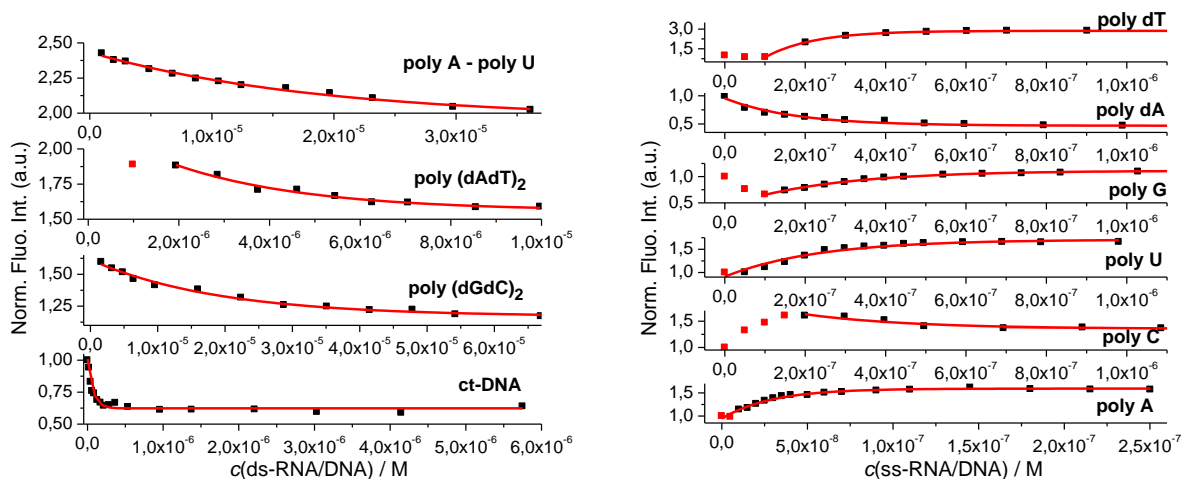 Norm. Fluo. Int. (a.u.)
2,50
2,25
2,00
poly A - poly U
0,0 1,0x10⁻⁵ 2,0x10⁻⁵ 3,0x10⁻⁵
2,00
1,75
1,50
poly (dAdT)₂
0,0 2,0x10⁻⁶ 4,0x10⁻⁶ 6,0x10⁻⁶ 8,0x10⁻⁶ 1,0x10⁻⁵
1,50
1,25
poly (dGdC)₂
0,0 1,0x10⁻⁵ 2,0x10⁻⁵ 3,0x10⁻⁵ 4,0x10⁻⁵ 5,0x10⁻⁵ 6,0x10⁻⁵
1,00
0,75
0,50
ct-DNA
0,0 1,0x10⁻⁶ 2,0x10⁻⁶ 3,0x10⁻⁶ 4,0x10⁻⁶ 5,0x10⁻⁶ 6,0x10⁻⁶
c(ds-RNA/DNA) / M
Norm. Fluo. Int. (a.u.)
poly dT
3,0
1,5
0,0 2,0x10⁻⁷ 4,0x10⁻⁷ 6,0x10⁻⁷ 8,0x10⁻⁷ 1,0x10⁻⁶
1,0
0,5
poly dA
0,0 2,0x10⁻⁷ 4,0x10⁻⁷ 6,0x10⁻⁷ 8,0x10⁻⁷ 1,0x10⁻⁶
1,0
0,5
poly G
0,0 2,0x10⁻⁷ 4,0x10⁻⁷ 6,0x10⁻⁷ 8,0x10⁻⁷ 1,0x10⁻⁶
1,5
1,0
poly U
0,0 2,0x10⁻⁷ 4,0x10⁻⁷ 6,0x10⁻⁷ 8,0x10⁻⁷ 1,0x10⁻⁶
1,5
1,0
poly C
0,0 2,0x10⁻⁷ 4,0x10⁻⁷ 6,0x10⁻⁷ 8,0x10⁻⁷ 1,0x10⁻⁶
1,5
1,0
poly A
0,0 5,0x10⁻⁸ 1,0x10⁻⁷ 1,5x10⁻⁷ 2,0x10⁻⁷ 2,5x10⁻⁷
c(ss-RNA/DNA) / M